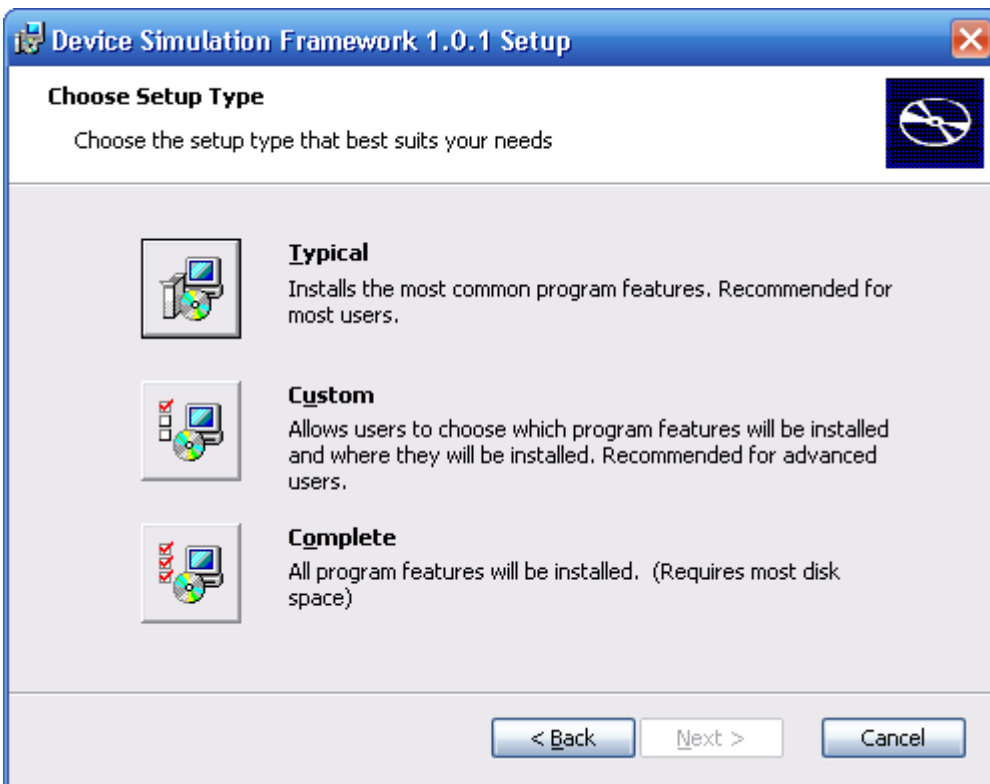 Device Simulation Framework 1.0.1 Setup
Choose Setup Type
Choose the setup type that best suits your needs
Typical
Installs the most common program features. Recommended for
most users.
Custom
Allows users to choose which program features will be installed
and where they will be installed. Recommended for advanced
users.
Complete
All program features will be installed.  (Requires most disk
space)
< Back
Next >
Cancel